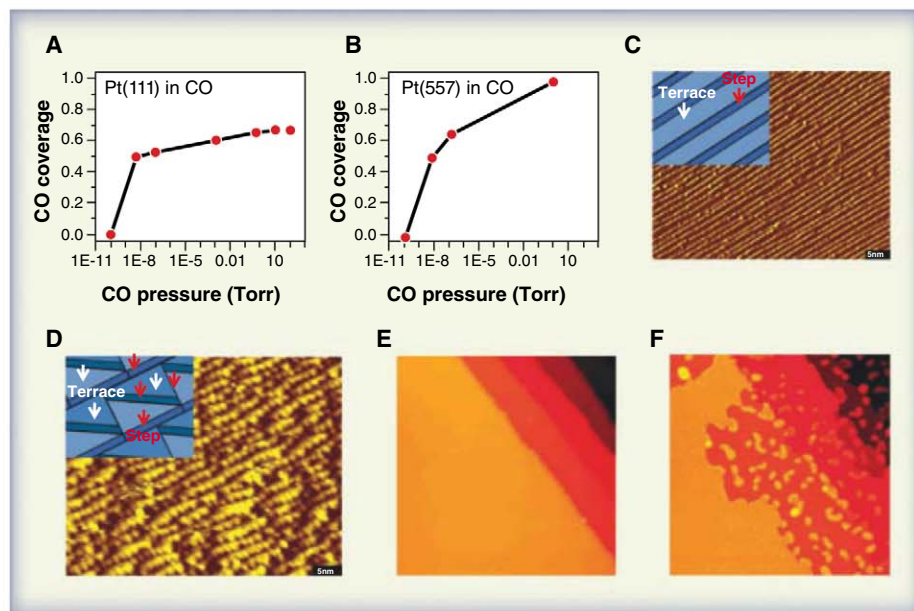 A
B
C
Pt(111) in CO
Pt(557) in CO
CO coverage
1.0
0.8
0.6
0.4
0.2
0.0
1E-11 1E-8 1E-5 0.01 10
CO pressure (Torr)
CO coverage
1.0
0.8
0.6
0.4
0.2
0.0
1E-11 1E-8 1E-5 0.01 10
CO pressure (Torr)
Step
Terrace
5nm
D
E
F
Terrace
Step
5nm